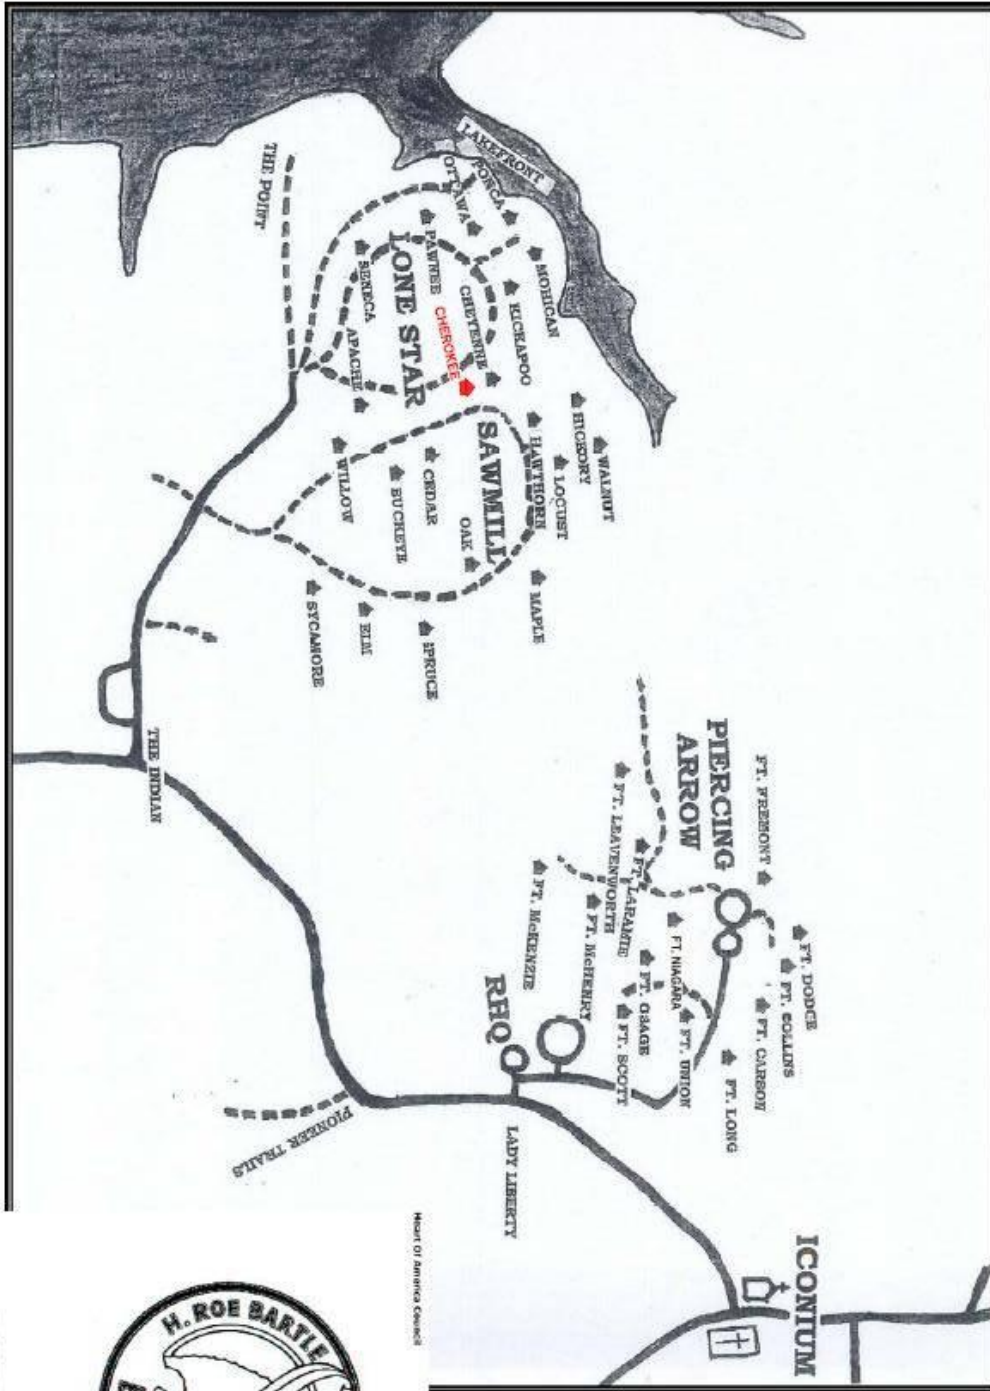 LAKEFRONT
PONCA
OTTAWA
MOHICAN
PAWNEE
KICKAPOO
CHEYENNE
CHEROKEE
LONE STAR
SENECA
APACHE
THE POINT
WALNUT
HICKORY
LOCUST
HAWTHORN
SAWMILL
OAK
CEDAR
BUCKEYE
WILLOW
MAPLE
SPRUCE
ELM
SYCAMORE
THE INDIAN
PIERCING
ARROW
FT. FREMONT
FT. DODGE
FT. COLLINS
FT. CARSON
FT. LONG
FT. UNION
FT. NIAGARA
FT. OSAGE
FT. SCOTT
FT. LARAMIE
FT. LEAVENWORTH
FT. McHENRY
FT. McKENZIE
RHQ
LADY LIBERTY
PIONEER TRAILS
ICONIUM
Heart Of America Council
H. ROE BARTLE